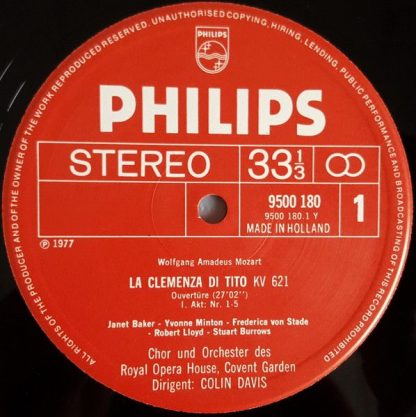 ALL RIGHTS OF THE PRODUCER AND OF THE OWNER OF THE WORK REPRODUCED RESERVED. UNAUTHORISED COPYING, HIRING, LENDING, PUBLIC PERFORMANCE AND BROADCASTING OF THIS RECORD PROHIBITED
PHILIPS
PHILIPS
STEREO 33 1/3
9500 180
9500 180.1 Y
MADE IN HOLLAND
1
℗ 1977
Wolfgang Amadeus Mozart
LA CLEMENZA DI TITO KV 621
Ouvertüre (27'02")
I. Akt: Nr. 1-5
Janet Baker - Yvonne Minton - Frederica von Stade
- Robert Lloyd - Stuart Burrows
Chor und Orchester des
Royal Opera House, Covent Garden
Dirigent: COLIN DAVIS